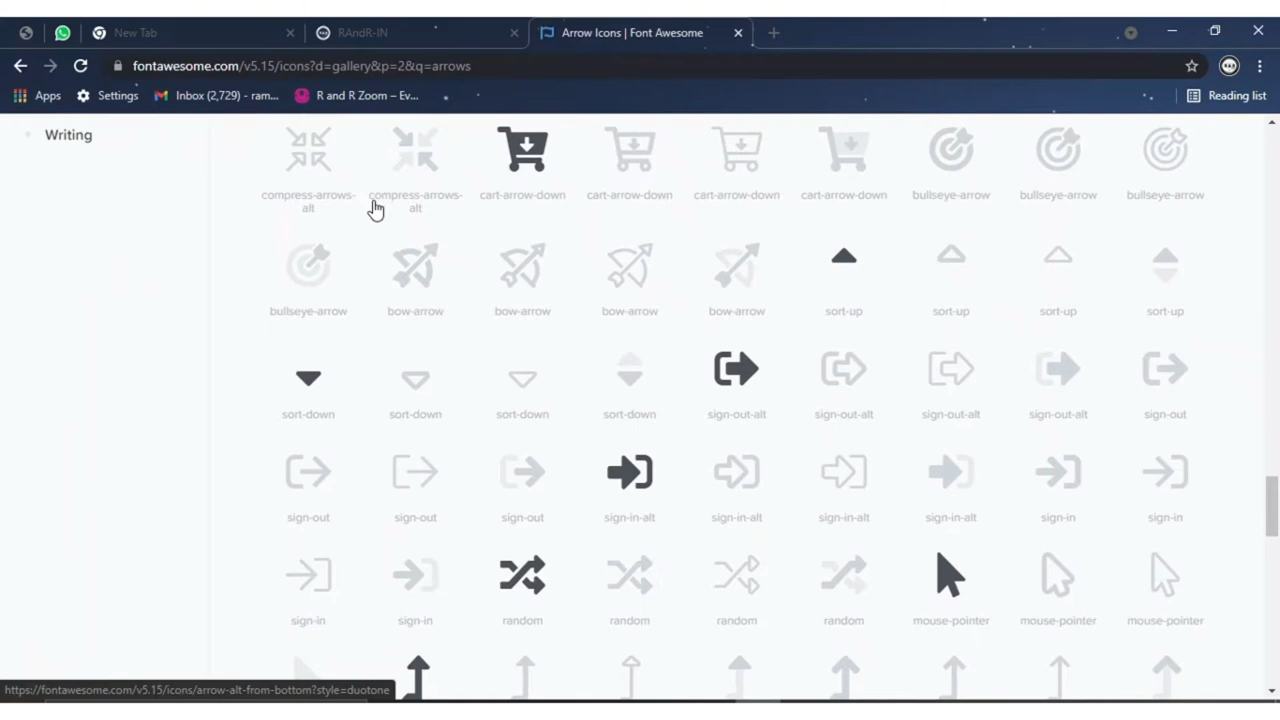 New Tab
RAndR-IN
Arrow Icons | Font Awesome
fontawesome.com/v5.15/icons?d=gallery&p=2&q=arrows
Apps
Settings
Inbox (2,729) - ram...
R and R Zoom – Ev...
Reading list
Writing
compress-arrows-
alt
compress-arrows-
alt
cart-arrow-down
cart-arrow-down
cart-arrow-down
cart-arrow-down
bullseye-arrow
bullseye-arrow
bullseye-arrow
bullseye-arrow
bow-arrow
bow-arrow
bow-arrow
bow-arrow
sort-up
sort-up
sort-up
sort-up
sort-down
sort-down
sort-down
sort-down
sign-out-alt
sign-out-alt
sign-out-alt
sign-out-alt
sign-out
sign-out
sign-out
sign-out
sign-in-alt
sign-in-alt
sign-in-alt
sign-in-alt
sign-in
sign-in
sign-in
sign-in
random
random
random
random
mouse-pointer
mouse-pointer
mouse-pointer
https://fontawesome.com/v5.15/icons/arrow-alt-from-bottom?style=duotone